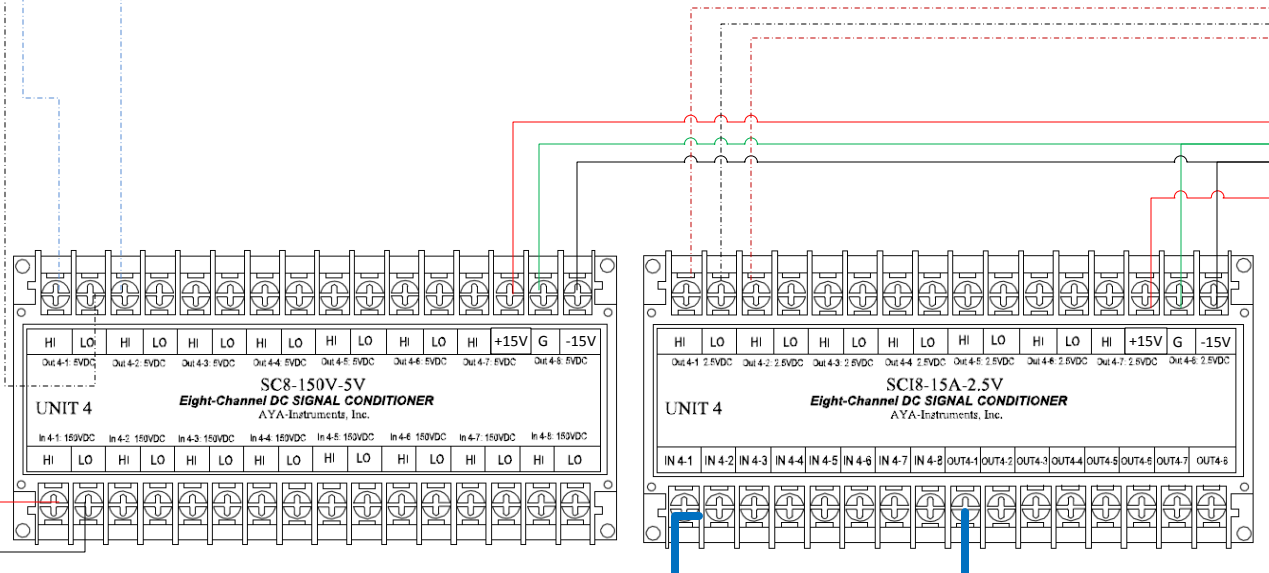 HI LO HI LO HI LO HI LO HI LO HI LO HI +15V G -15V
Out 4-1: 5VDC Out 4-2: 5VDC Out 4-3: 5VDC Out 4-4: 5VDC Out 4-5: 5VDC Out 4-6: 5VDC Out 4-7: 5VDC Out 4-8: 5VDC
SC8-150V-5V
Eight-Channel DC SIGNAL CONDITIONER
UNIT 4
AYA-Instruments, Inc.
In 4-1: 150VDC In 4-2: 150VDC In 4-3: 150VDC In 4-4: 150VDC In 4-5: 150VDC In 4-6: 150VDC In 4-7: 150VDC In 4-8: 150VDC
HI LO HI LO HI LO HI LO HI LO HI LO HI LO HI LO
HI LO HI LO HI LO HI LO HI LO HI LO HI +15V G -15V
Out 4-1 2.5VDC Out 4-2: 2.5VDC Out 4-3: 2.5VDC Out 4-4: 2.5VDC Out 4-5: 2.5VDC Out 4-6: 2.5VDC Out 4-7: 2.5VDC Out 4-8: 2.5VDC
SCI8-15A-2.5V
Eight-Channel DC SIGNAL CONDITIONER
UNIT 4
AYA-Instruments, Inc.
IN 4-1 IN 4-2 IN 4-3 IN 4-4 IN 4-5 IN 4-6 IN 4-7 IN 4-8 OUT4-1 OUT4-2 OUT4-3 OUT4-4 OUT4-5 OUT4-6 OUT4-7 OUT4-8